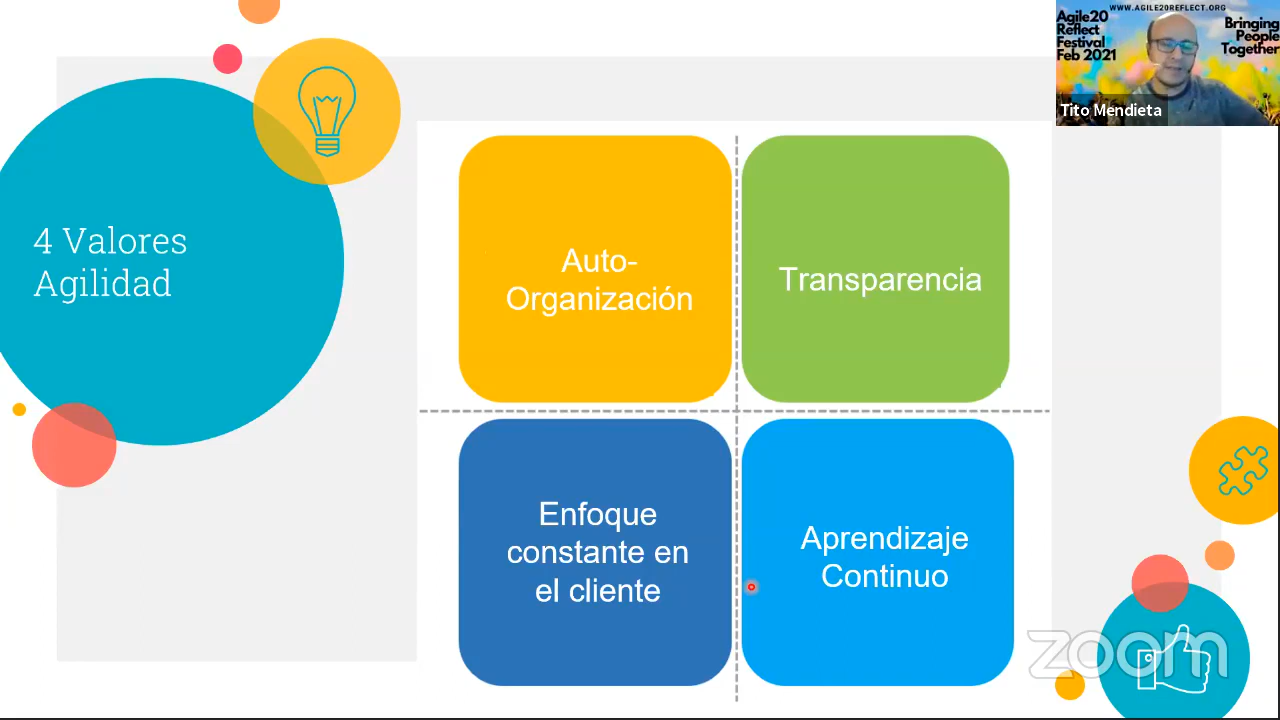 WWW.AGILE20REFLECT.ORG
Agile20
Reflect
Festival
Feb 2021
Bringing
People
Together
Tito Mendieta
4 Valores
Agilidad
Auto-
Organización
Transparencia
Enfoque
constante en
el cliente
Aprendizaje
Continuo
zoom